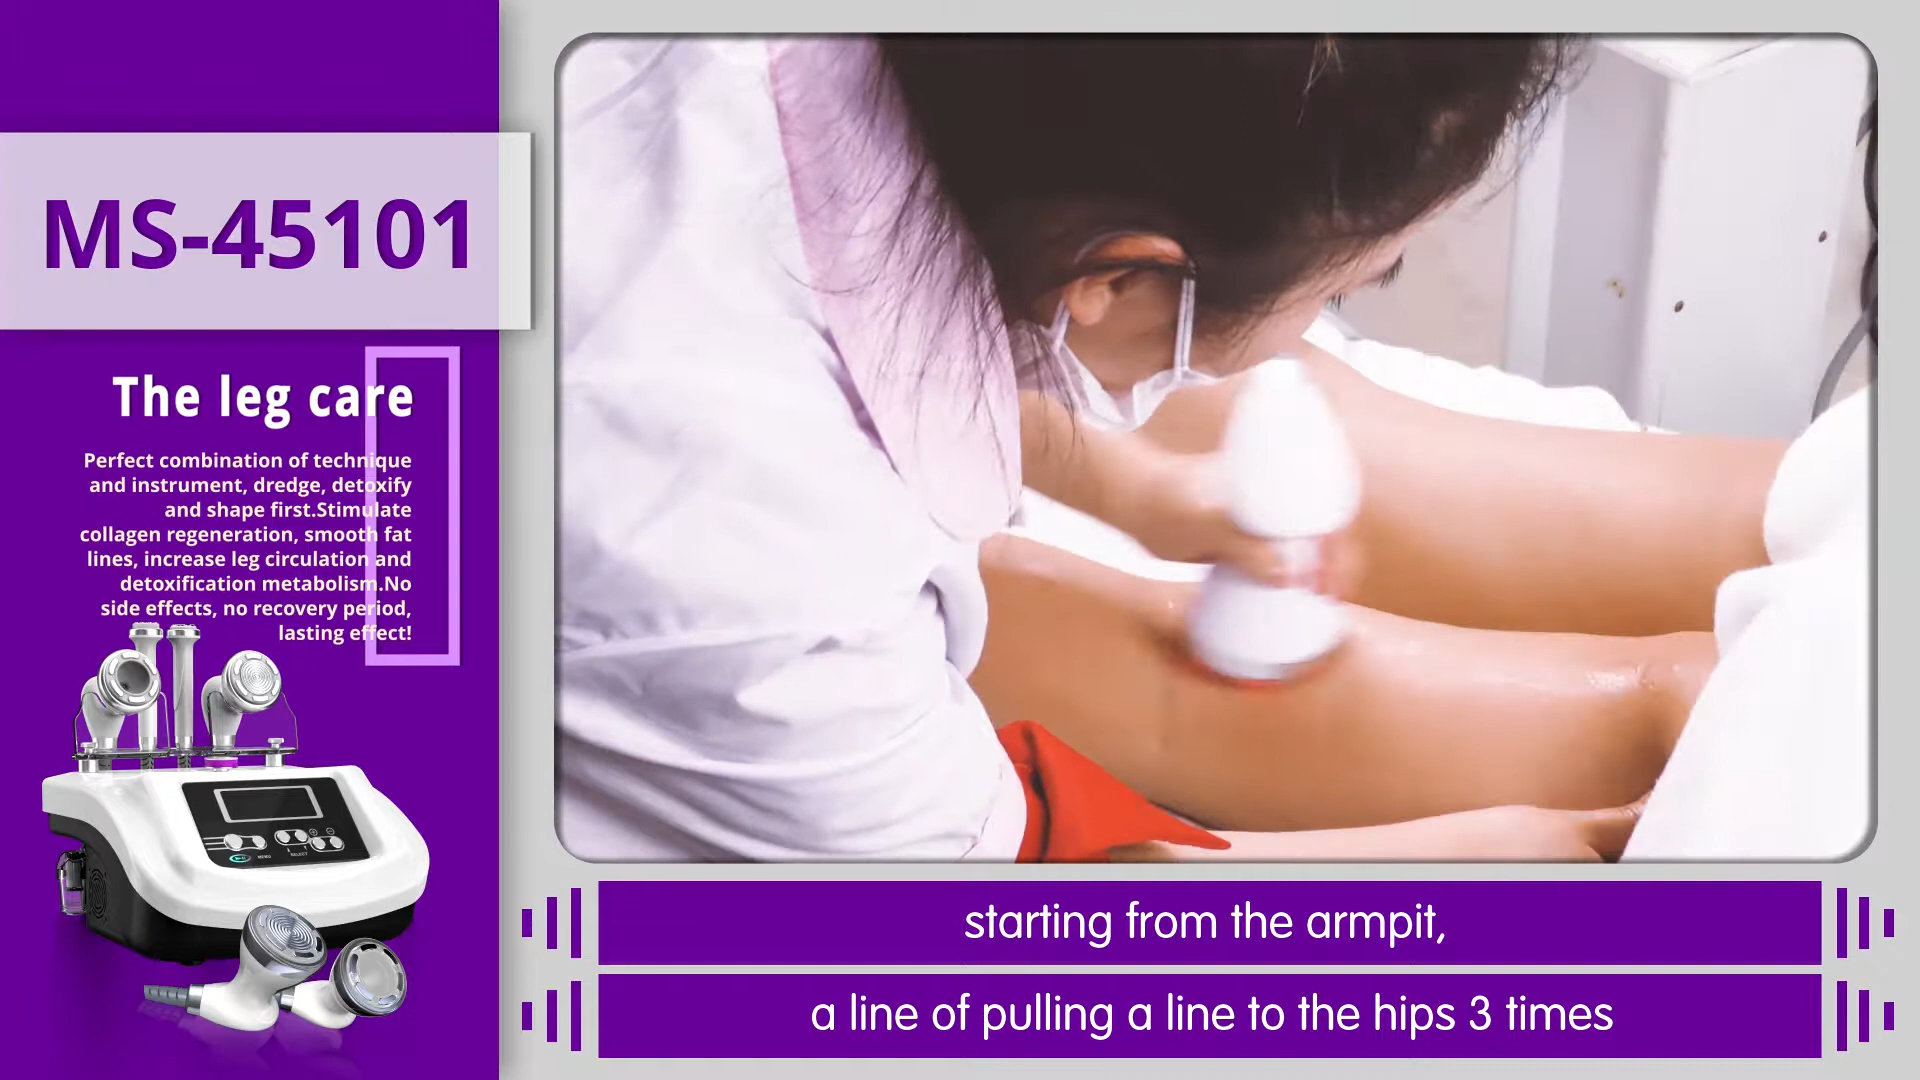 MS-45101
The leg care
Perfect combination of technique
and instrument, dredge, detoxify
and shape first.Stimulate
collagen regeneration, smooth fat
lines, increase leg circulation and
detoxification metabolism.No
side effects, no recovery period,
lasting effect!
MENU
SELECT
starting from the armpit,
a line of pulling a line to the hips 3 times